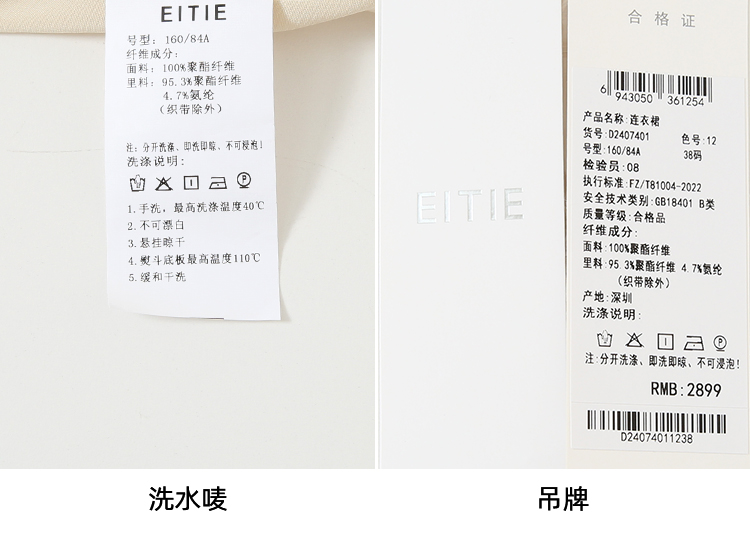 EITIE
号型: 160/84A
纤维成分:
面料: 100%聚酯纤维
里料: 95.3%聚酯纤维
4.7%氨纶
(织带除外)
注: 分开洗涤、即洗即晾、不可浸泡!
洗涤说明:
1.手洗，最高洗涤温度40℃
2.不可漂白
3.悬挂晾干
4.熨斗底板最高温度110℃
5.缓和干洗
洗水唛
EITIE
合格证
6 943050 361254
产品名称:连衣裙
货号:D2407401 色号:12
号型:160/84A 38码
检验员:08
执行标准:FZ/T81004-2022
安全技术类别:GB18401 B类
质量等级:合格品
纤维成分:
面料:100%聚酯纤维
里料:95.3%聚酯纤维 4.7%氨纶
(织带除外)
产地:深圳
洗涤说明:
注:分开洗涤、即洗即晾、不可浸泡!
RMB:2899
D24074011238
吊牌